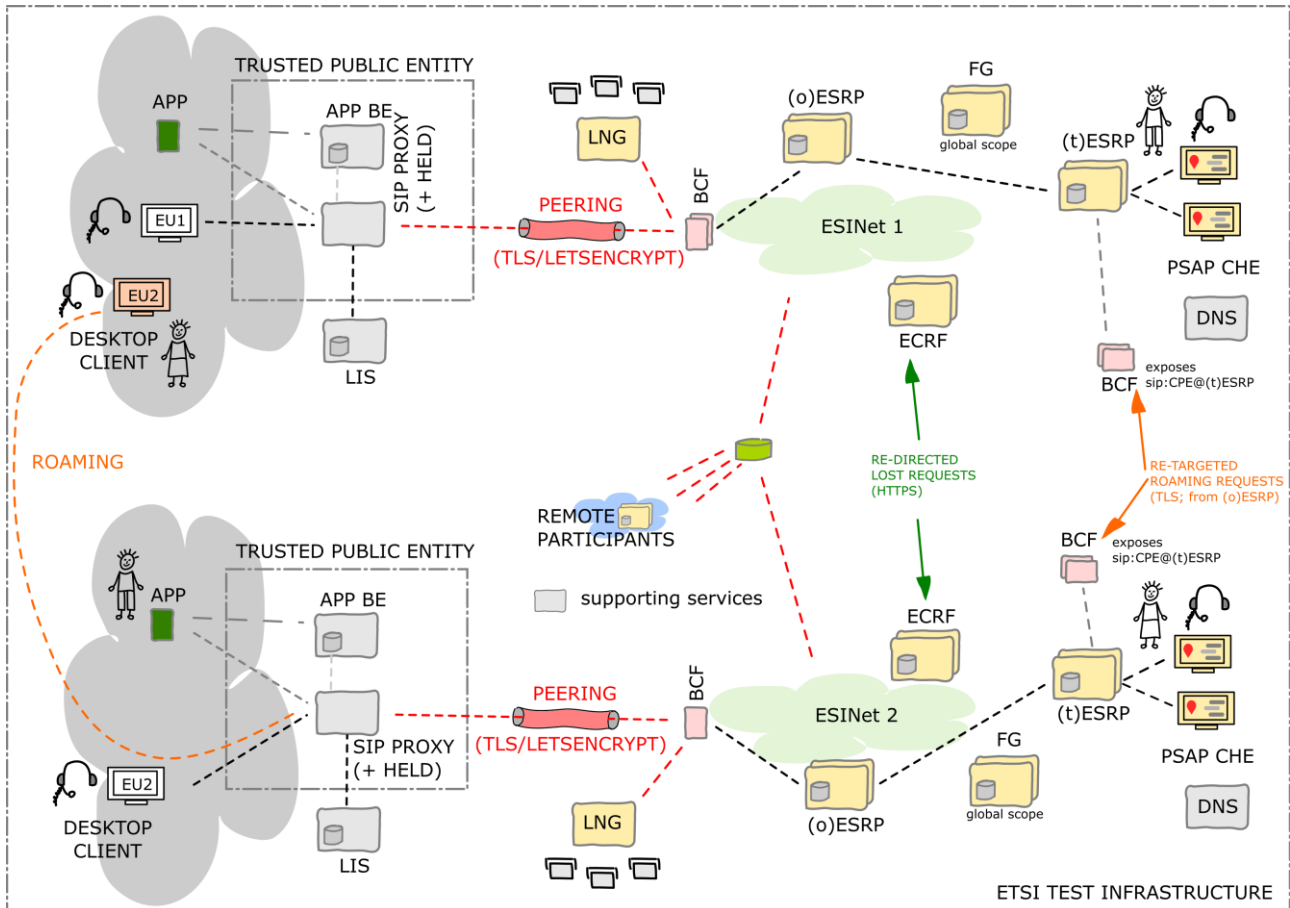 TRUSTED PUBLIC ENTITY
APP
APP BE
SIP PROXY
(+ HELD)
EU1
EU2
DESKTOP
CLIENT
LIS
LNG
PEERING
(TLS/LETSENCRYPT)
BCF
(o)ESRP
FG
global scope
(t)ESRP
ESINet 1
ECRF
PSAP CHE
DNS
BCF
exposes
sip:CPE@(t)ESRP
ROAMING
RE-DIRECTED
LOST REQUESTS
(HTTPS)
RE-TARGETED
ROAMING REQUESTS
(TLS; from (o)ESRP)
REMOTE
PARTICIPANTS
supporting services
TRUSTED PUBLIC ENTITY
APP
APP BE
SIP PROXY
(+ HELD)
EU2
DESKTOP
CLIENT
LIS
PEERING
(TLS/LETSENCRYPT)
LNG
BCF
ESINet 2
ECRF
(o)ESRP
FG
global scope
BCF
exposes
sip:CPE@(t)ESRP
(t)ESRP
PSAP CHE
DNS
ETSI TEST INFRASTRUCTURE